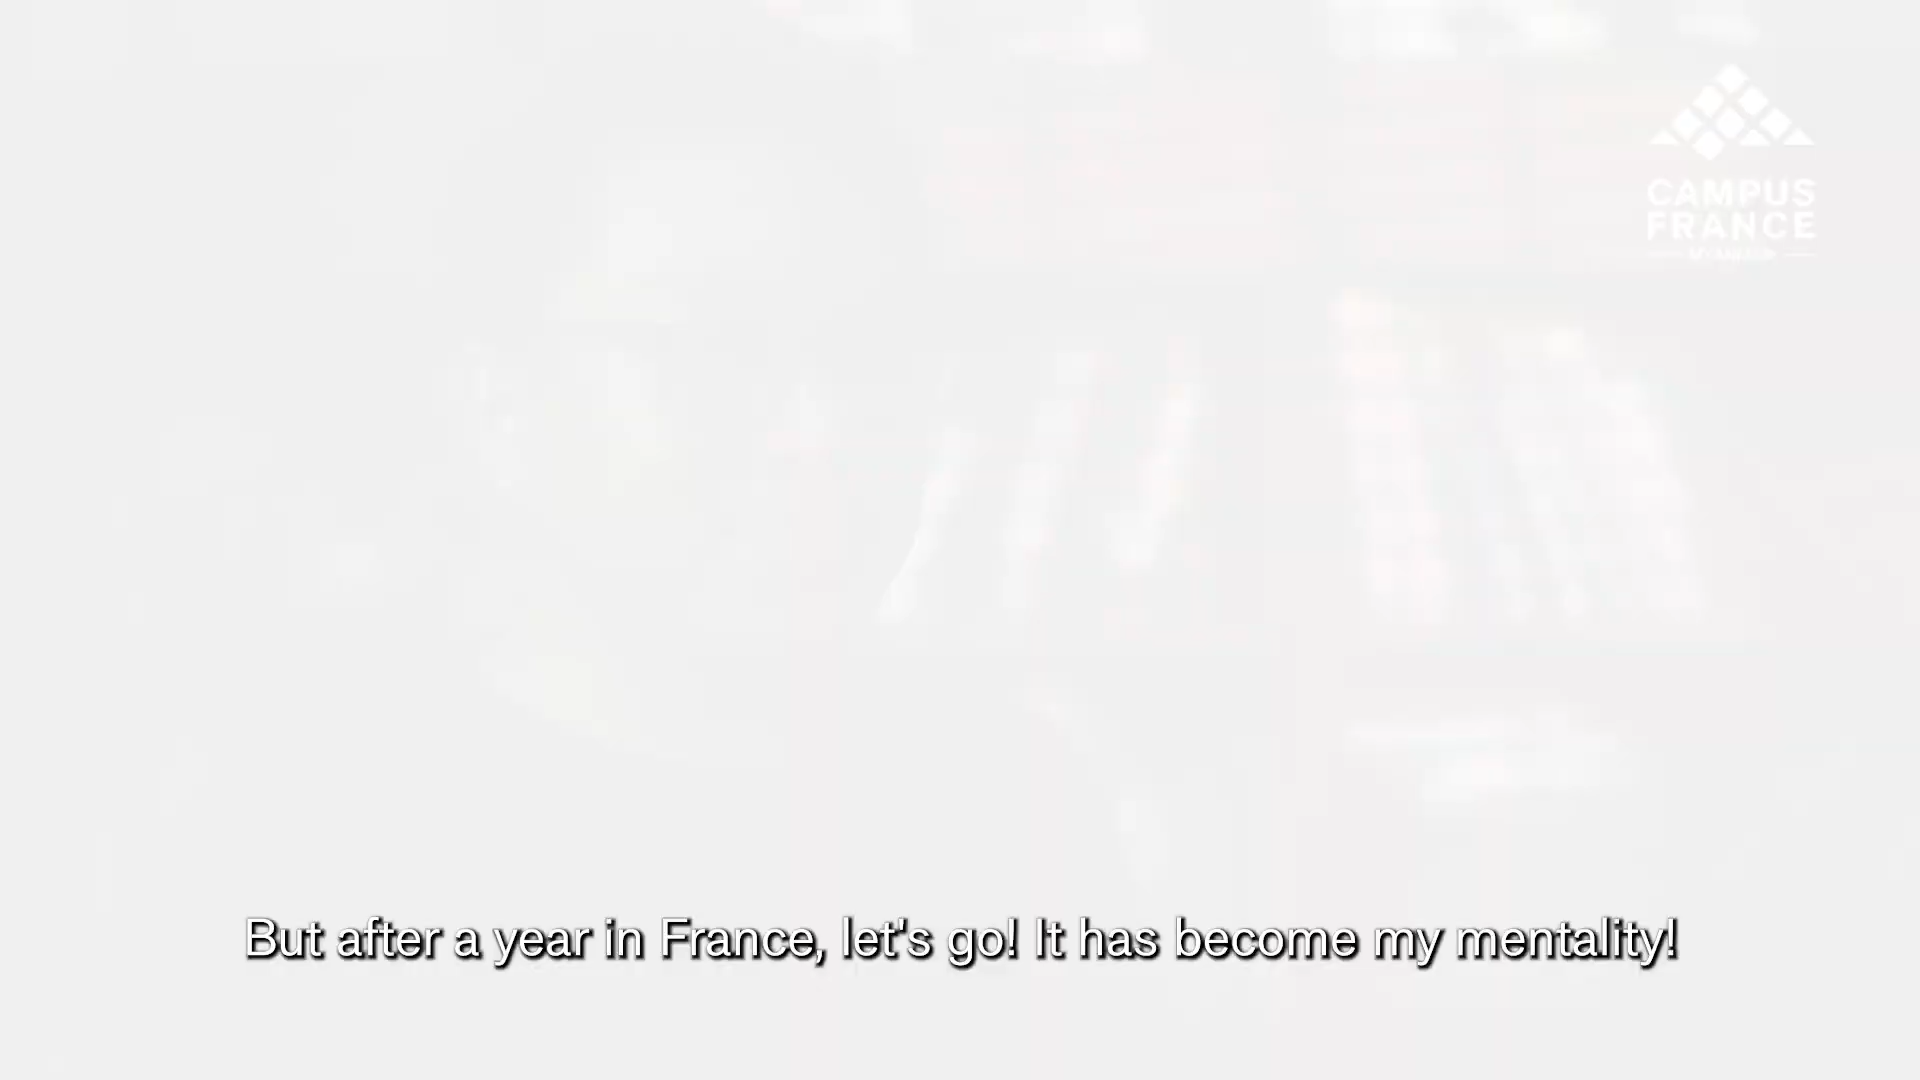 CAMPUS
FRANCE
But after a year in France, let's go! It has become my mentality!